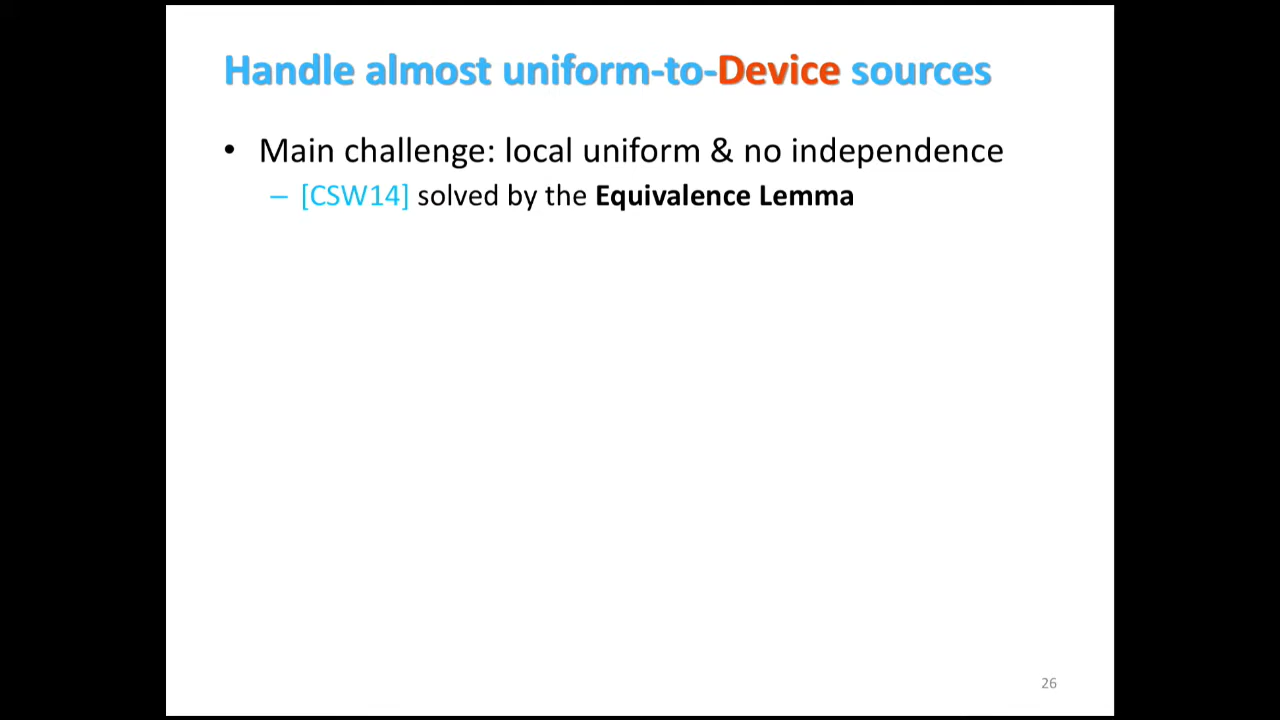 Handle almost uniform-to-Device sources
• Main challenge: local uniform & no independence
– [CSW14] solved by the Equivalence Lemma
26